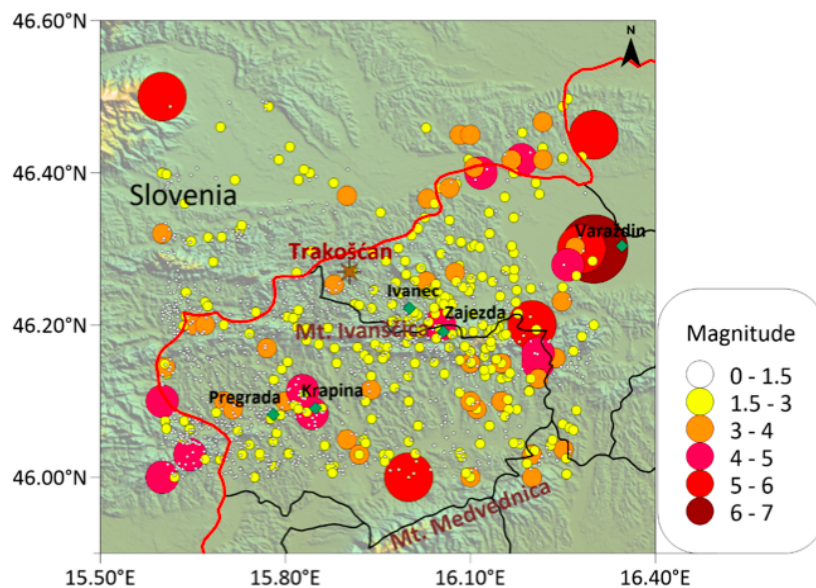 46.60°N
N
46.40°N
Slovenia
Varaždin
Trakošćan
Ivanec
Zajezda
46.20°N
Mt. Ivanščica
Magnitude
0 - 1.5
1.5 - 3
3 - 4
4 - 5
5 - 6
6 - 7
Pregrada
Krapina
46.00°N
Mt. Medvednica
15.50°E
15.80°E
16.10°E
16.40°E